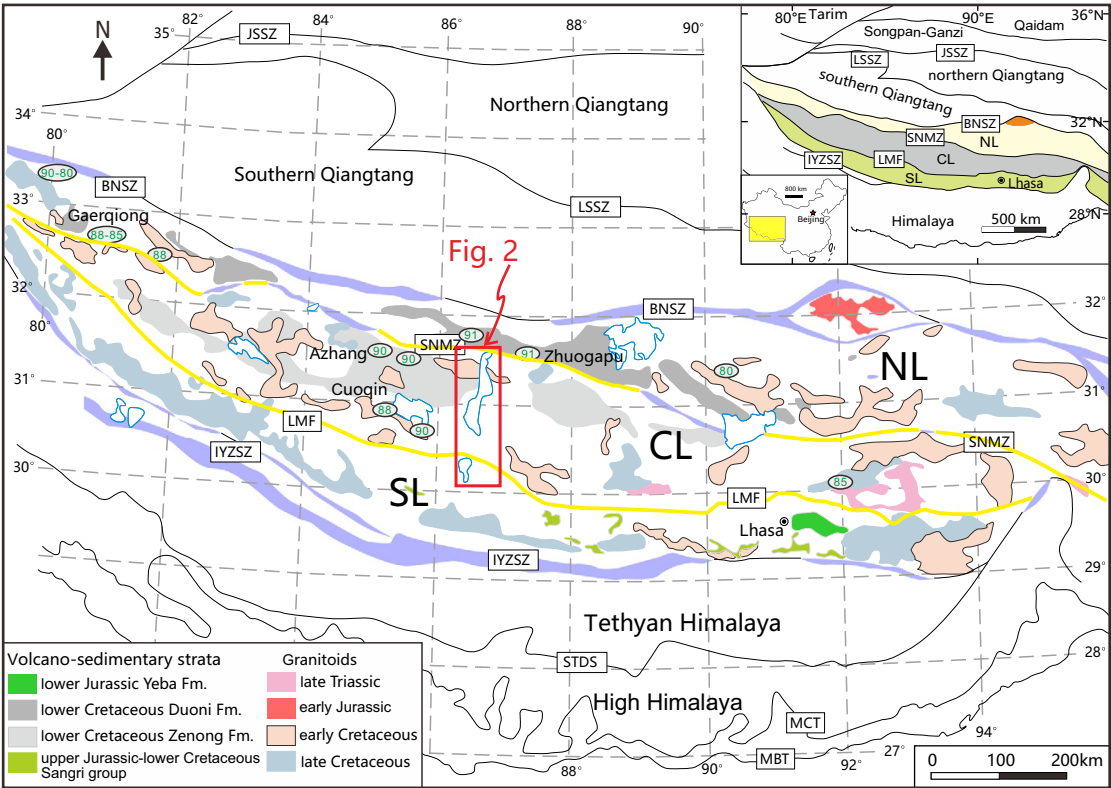 N
82°
84°
86°
88°
90°
35°
JSSZ
34°
80°
Northern Qiangtang
Southern Qiangtang
90-80
BNSZ
33°
LSSZ
Gaerqiong
88-85
88
Fig. 2
32°
80°
BNSZ
32°
91
SNMZ
91
Zhuogapu
Azhang
90
90
NL
80
31°
31°
Cuoqin
88
90
LMF
CL
SNMZ
IYZSZ
30°
30°
SL
85
LMF
Lhasa
IYZSZ
29°
29°
Tethyan Himalaya
28°
STDS
28°
High Himalaya
MCT
94°
MBT
27°
88°
90°
92°
80°E
90°E
36°N
Tarim
Songpan-Ganzi
Qaidam
JSSZ
LSSZ
northern Qiangtang
southern Qiangtang
BNSZ
32°N
SNMZ
NL
IYZSZ
LMF
CL
SL
Lhasa
28°N
Himalaya
500 km
800 km
Beijing
Volcano-sedimentary strata
lower Jurassic Yeba Fm.
lower Cretaceous Duoni Fm.
lower Cretaceous Zenong Fm.
upper Jurassic-lower Cretaceous
Sangri group
Granitoids
late Triassic
early Jurassic
early Cretaceous
late Cretaceous
0 100 200km